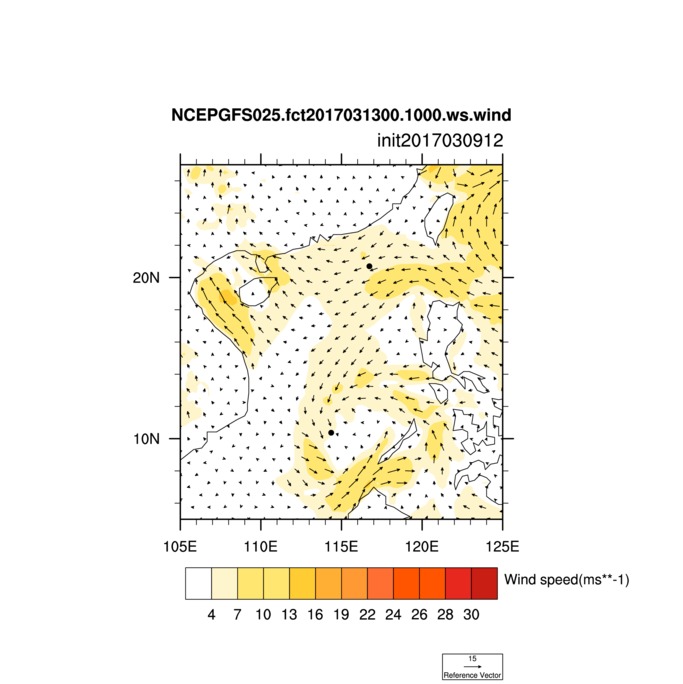 NCEPGFS025.fct2017031300.1000.ws.wind
init2017030912
20N
10N
105E 110E 115E 120E 125E
Wind speed(ms**-1)
4 7 10 13 16 19 22 24 26 28 30
15
Reference Vector